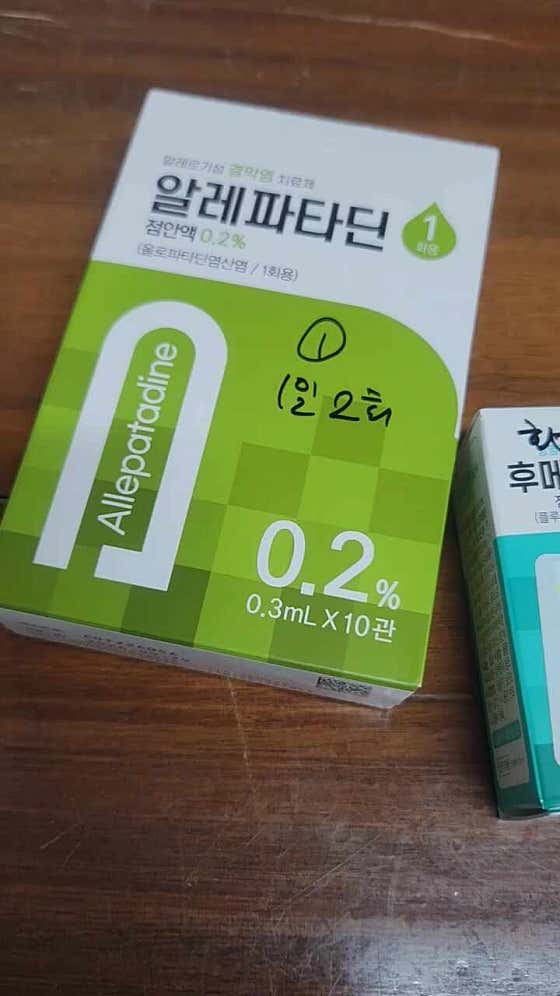 알레르기성 결막염 치료제
알레파타딘
점안액 0.2%
(올로파타딘염산염 / 1회용)
1
회용
①
1일 2회
Allepatadine
0.2%
0.3mL X 10관
후메
(플루